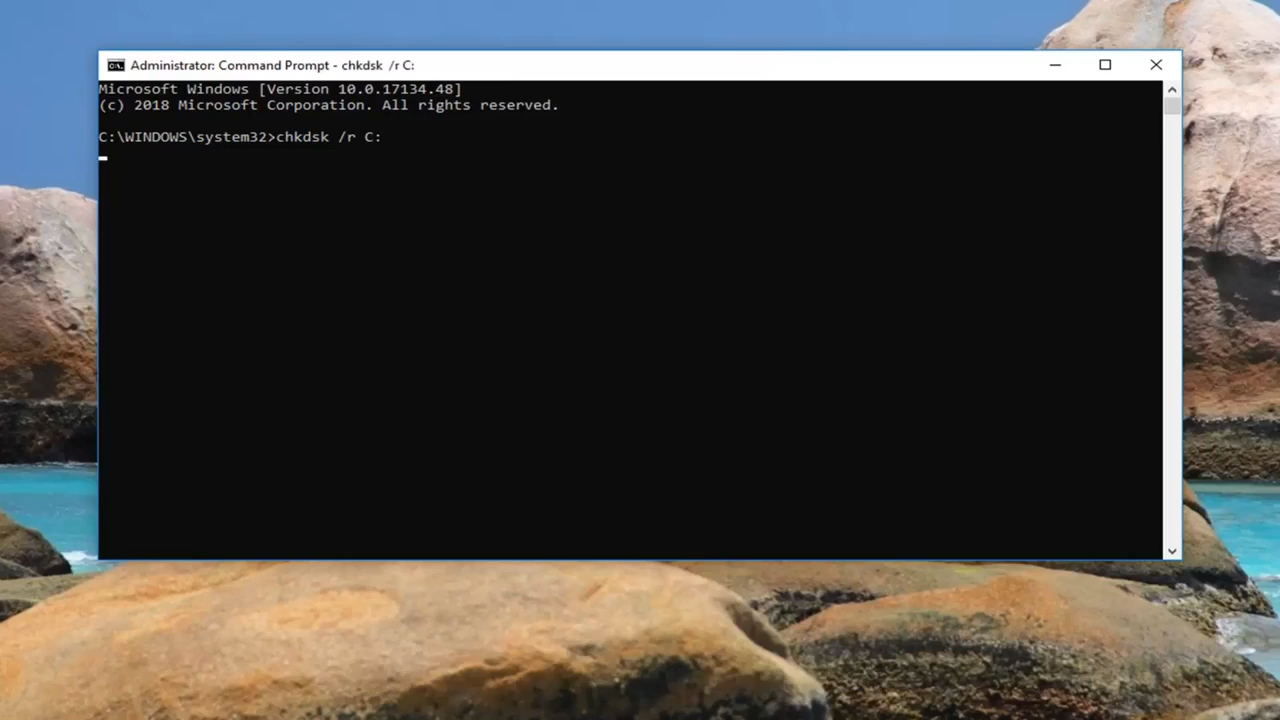 Administrator: Command Prompt - chkdsk /r C:
Microsoft Windows [Version 10.0.17134.48]
(c) 2018 Microsoft Corporation. All rights reserved.
C:\WINDOWS\system32>chkdsk /r C: